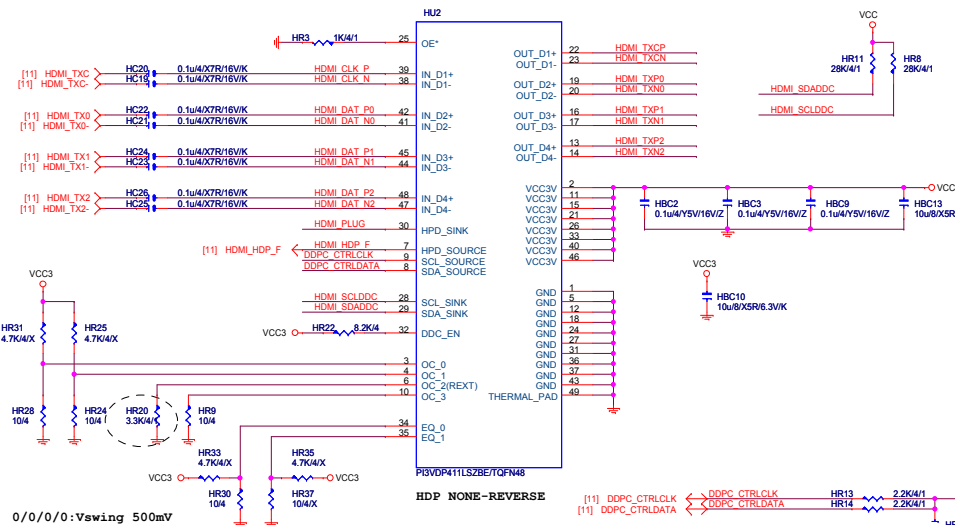 HU2
VCC
HR3 1K/4/1 25 OE*
OUT_D1+ 22 HDMI_TXCP
OUT_D1- 23 HDMI_TXCN
HR11 28K/4/1
HR8 28K/4/1
[11] HDMI_TXC HC20 0.1u/4/X7R/16V/K HDMI_CLK_P 39 IN_D1+
[11] HDMI_TXC- HC19 0.1u/4/X7R/16V/K HDMI_CLK_N 38 IN_D1-
OUT_D2+ 19 HDMI_TXP0
OUT_D2- 20 HDMI_TXN0
HDMI_SDADDC
HDMI_SCLDDC
[11] HDMI_TX0 HC22 0.1u/4/X7R/16V/K HDMI_DAT_P0 42 IN_D2+
[11] HDMI_TX0- HC21 0.1u/4/X7R/16V/K HDMI_DAT_N0 41 IN_D2-
OUT_D3+ 16 HDMI_TXP1
OUT_D3- 17 HDMI_TXN1
[11] HDMI_TX1 HC24 0.1u/4/X7R/16V/K HDMI_DAT_P1 45 IN_D3+
[11] HDMI_TX1- HC23 0.1u/4/X7R/16V/K HDMI_DAT_N1 44 IN_D3-
OUT_D4+ 13 HDMI_TXP2
OUT_D4- 14 HDMI_TXN2
[11] HDMI_TX2 HC26 0.1u/4/X7R/16V/K HDMI_DAT_P2 48 IN_D4+
[11] HDMI_TX2- HC25 0.1u/4/X7R/16V/K HDMI_DAT_N2 47 IN_D4-
VCC3V 2
VCC3V 11
VCC3V 15
VCC3V 21
VCC3V 26
VCC3V 33
VCC3V 40
VCC3V 46
VCC
HBC2 0.1u/4/Y5V/16V/Z
HBC3 0.1u/4/Y5V/16V/Z
HBC9 0.1u/4/Y5V/16V/Z
HBC13 10u/8/X5R
HDMI_PLUG 30 HPD_SINK
[11] HDMI_HDP_F HDMI_HDP_F 7 HPD_SOURCE
DDPC_CTRLCLK 9 SCL_SOURCE
DDPC_CTRLDATA 8 SDA_SOURCE
VCC3
HBC10
10u/8/X5R/6.3V/K
HDMI_SCLDDC 28 SCL_SINK
HDMI_SDADDC 29 SDA_SINK
VCC3 HR22 8.2K/4 32 DDC_EN
GND 1
GND 5
GND 12
GND 18
GND 24
GND 27
GND 31
GND 36
GND 37
GND 43
THERMAL_PAD 49
VCC3
HR31 4.7K/4/X
HR25 4.7K/4/X
3 OC_0
4 OC_1
6 OC_2(REXT)
10 OC_3
HR28 10/4
HR24 10/4
HR20 3.3K/4/1
HR9 10/4
34 EQ_0
35 EQ_1
VCC3 HR33 4.7K/4/X
HR35 4.7K/4/X VCC3
HR30 10/4
HR37 10/4/X
PI3VDP411LSZBE/TQFN48
HDP NONE-REVERSE
[11] DDPC_CTRLCLK DDPC_CTRLCLK HR13 2.2K/4/1
[11] DDPC_CTRLDATA DDPC_CTRLDATA HR14 2.2K/4/1
0/0/0/0:Vswing 500mV